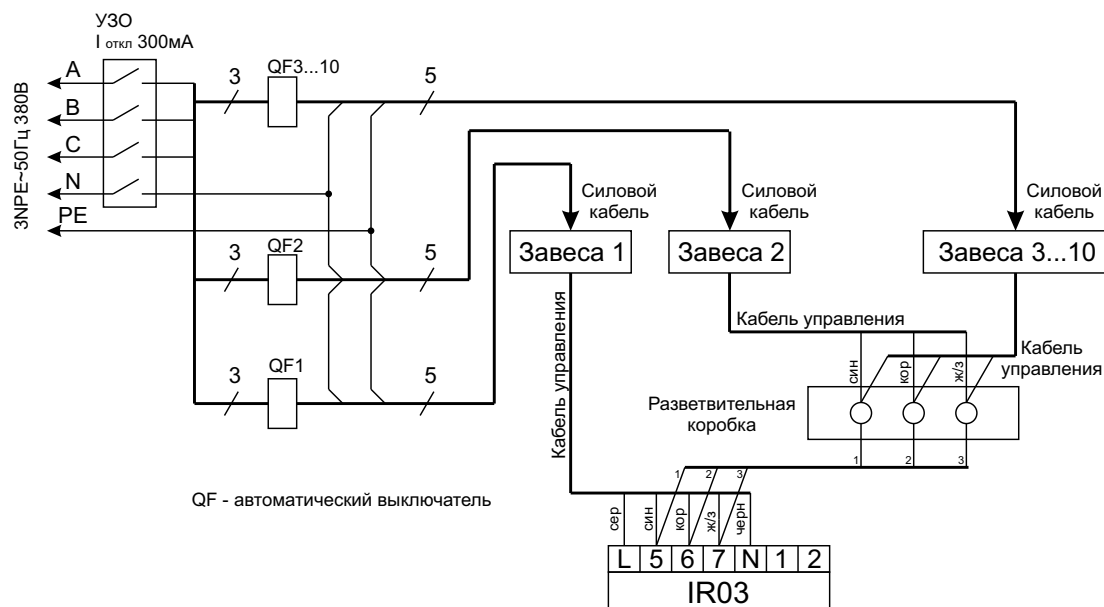 УЗО
I откл 300мА
3NPE~50Гц 380В
A
B
C
N
PE
3
QF3...10
5
3
QF2
5
3
QF1
5
Силовой
кабель
Силовой
кабель
Силовой
кабель
Завеса 1
Завеса 2
Завеса 3...10
Кабель управления
Кабель управления
Кабель
управления
син
кор
ж/з
Разветвительная
коробка
1
2
3
1
2
3
QF - автоматический выключатель
сер
син
кор
ж/з
черн
L 5 6 7 N 1 2
IR03